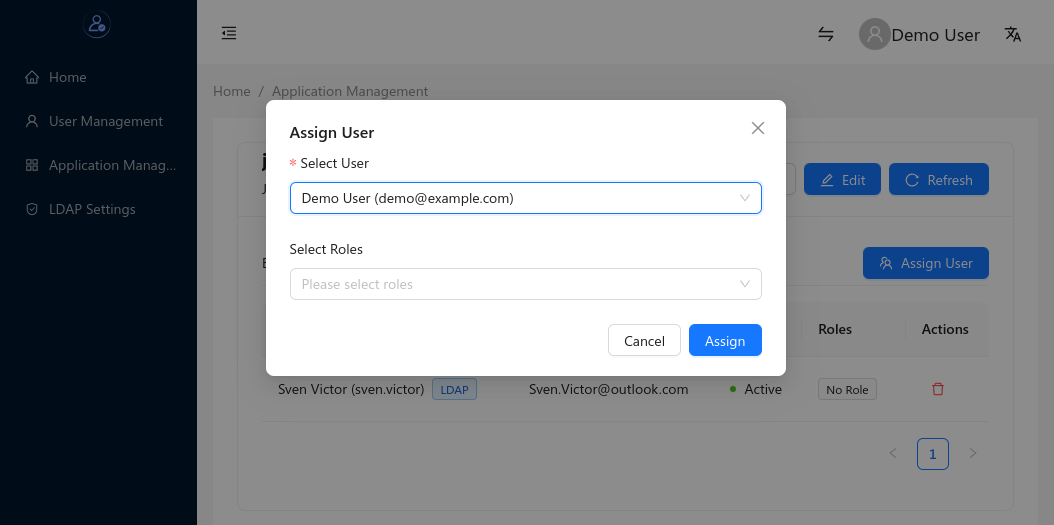 Demo User
Home
User Management
Application Manag...
LDAP Settings
Home / Application Management
Assign User
* Select User
Demo User (demo@example.com)
Select Roles
Please select roles
Cancel
Assign
Edit
Refresh
Assign User
Roles
Actions
Sven Victor (sven.victor) LDAP Sven.Victor@outlook.com Active No Role
1